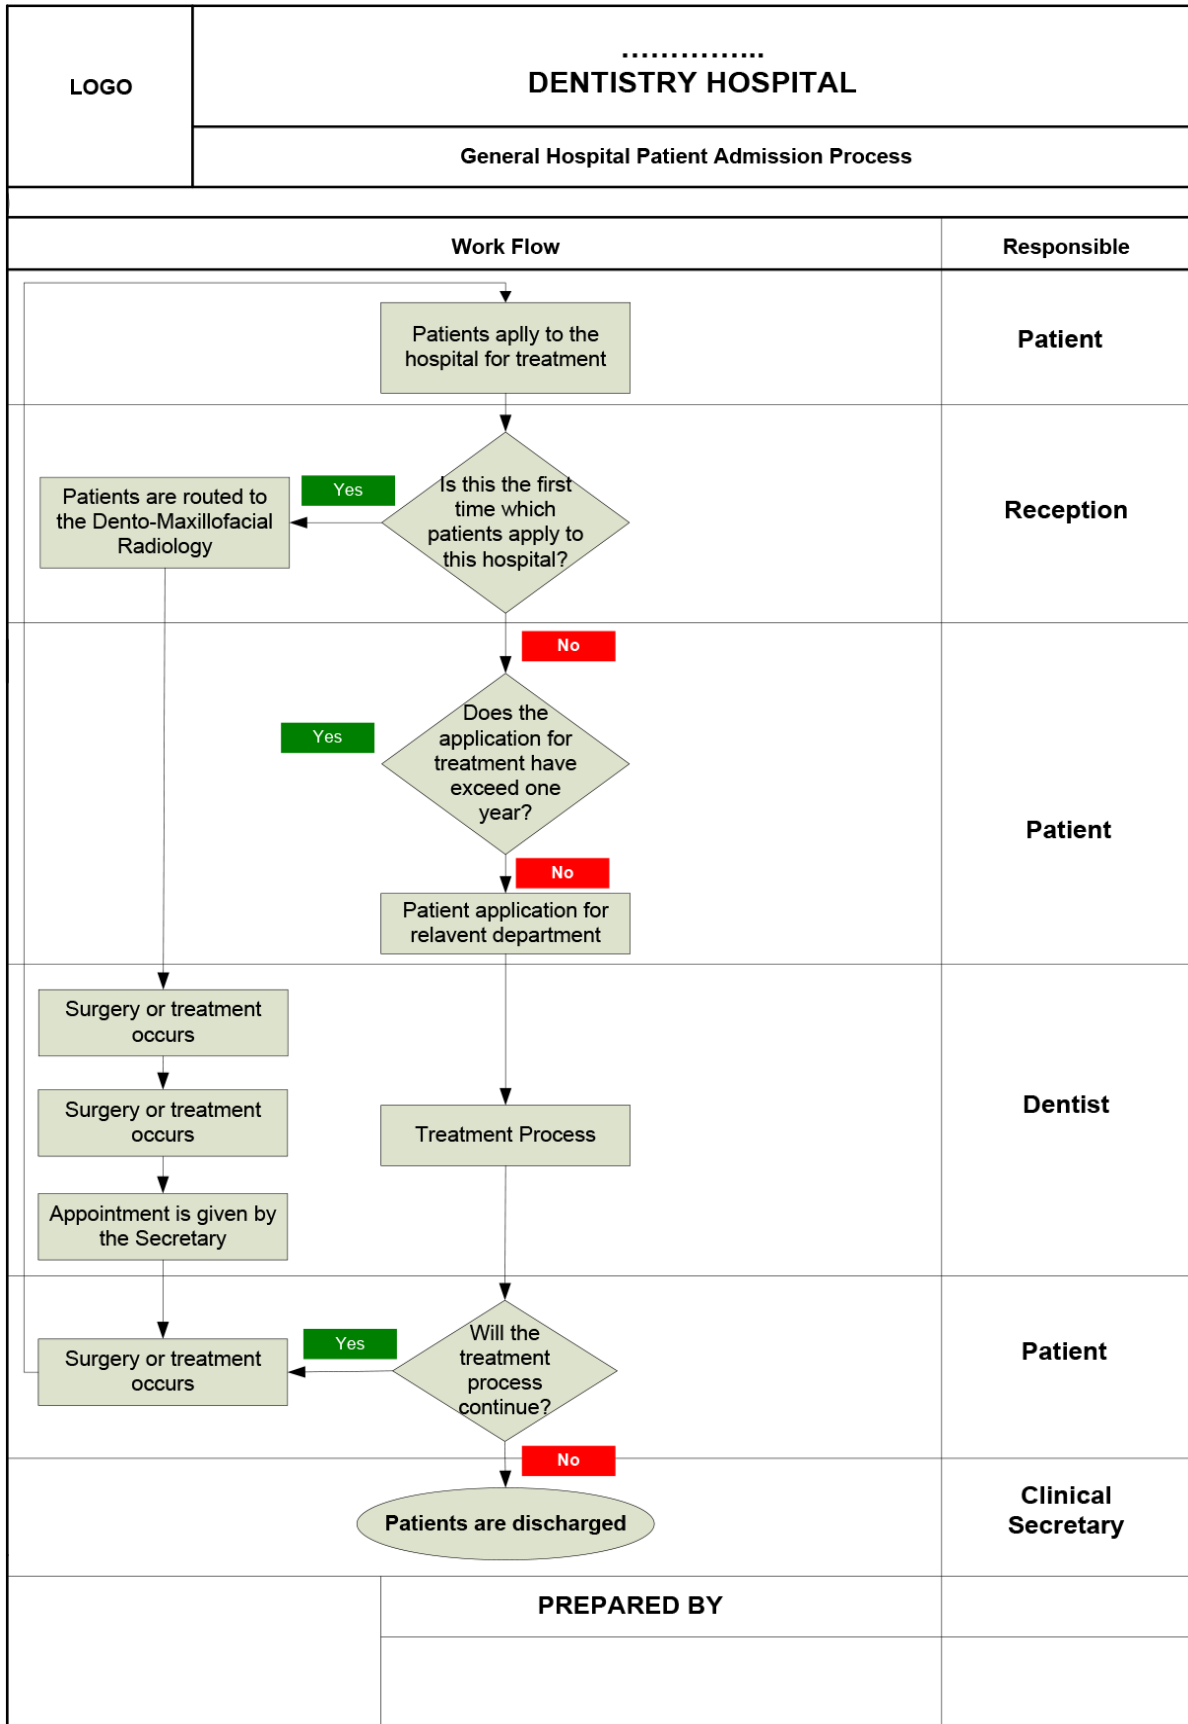 LOGO
...............
DENTISTRY HOSPITAL
General Hospital Patient Admission Process
Work Flow
Responsible
Patients aplly to the
hospital for treatment
Patient
Is this the first
time which
patients apply to
this hospital?
Yes
Patients are routed to
the Dento-Maxillofacial
Radiology
Reception
No
Does the
application for
treatment have
exceed one
year?
Yes
No
Patient application for
relavent department
Patient
Surgery or treatment
occurs
Surgery or treatment
occurs
Appointment is given by
the Secretary
Treatment Process
Dentist
Will the
treatment
process
continue?
Yes
Surgery or treatment
occurs
Patient
No
Patients are discharged
Clinical
Secretary
PREPARED BY